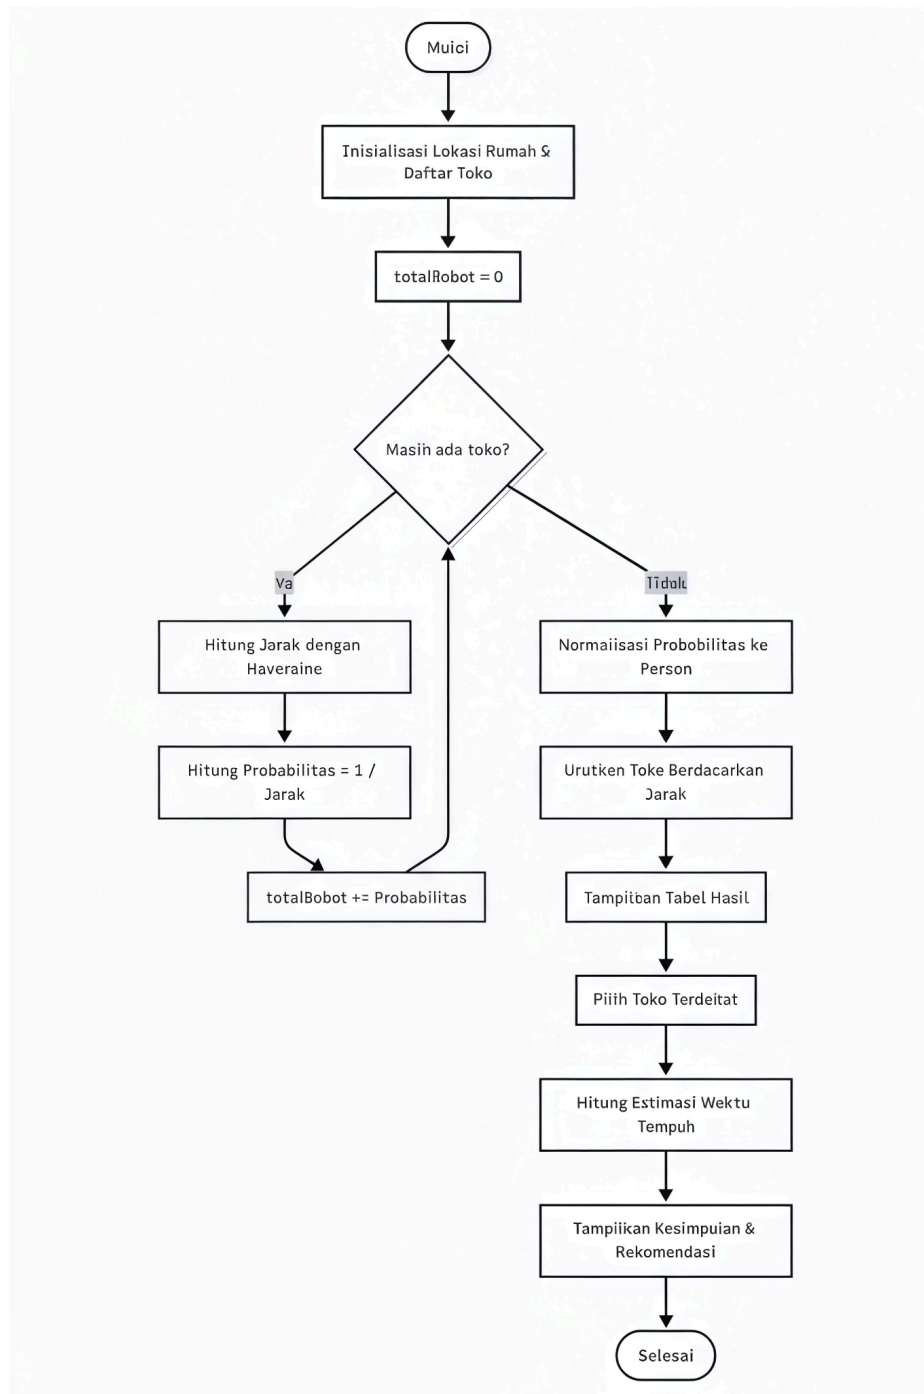 Muici
Inisialisasi Lokasi Rumah &
Daftar Toko
totalRobot = 0
Masin ada toko?
Va
Hitung Jarak dengan
Haveraine
Hitung Probabilitas = 1 /
Jarak
totalBobot += Probabilitas
Normaiisasi Probobilitas ke
Person
Urutken Toke Berdacarkan
Jarak
Tabel Hasil
Piiih Toko Terdeitat
Hitung Estimasi Wektu
Tempuh
Tampiikan Kesimpuian &
Rekomendasi
Selesai